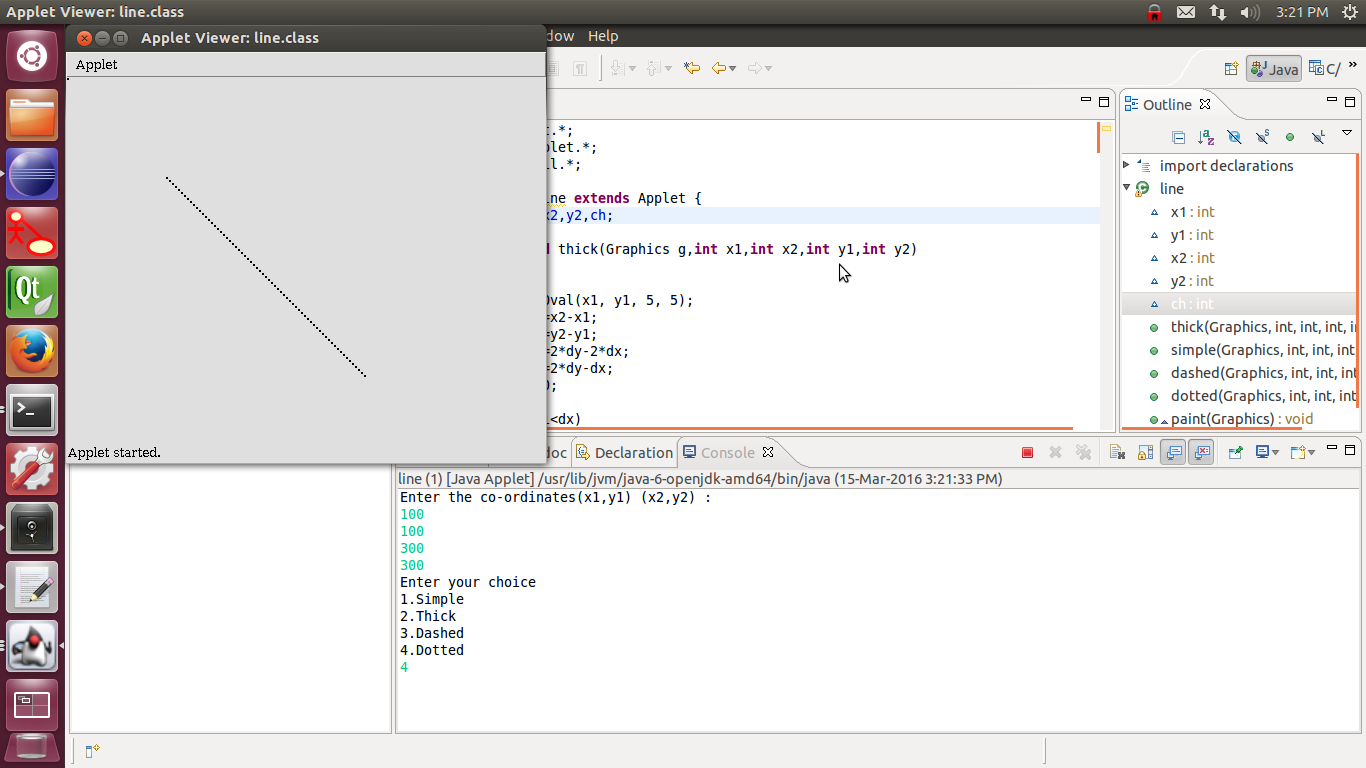 Applet Viewer: line.class
3:21 PM
Applet Viewer: line.class
Help
Applet
Java
C/
Outline
.*;
.*;
.*;
extends Applet {
x2,y2,ch;
thick(Graphics g,int x1,int x2,int y1,int y2)
Oval(x1, y1, 5, 5);
=x2-x1;
=y2-y1;
=2*dy-2*dx;
=2*dy-dx;
<dx)
import declarations
line
x1 : int
y1 : int
x2 : int
y2 : int
ch : int
thick(Graphics, int, int, int, i
simple(Graphics, int, int, int
dashed(Graphics, int, int, int
dotted(Graphics, int, int, int
paint(Graphics) : void
Qt
Applet started.
Declaration
Console
line (1) [Java Applet] /usr/lib/jvm/java-6-openjdk-amd64/bin/java (15-Mar-2016 3:21:33 PM)
Enter the co-ordinates(x1,y1) (x2,y2) :
100
100
300
300
Enter your choice
1.Simple
2.Thick
3.Dashed
4.Dotted
4